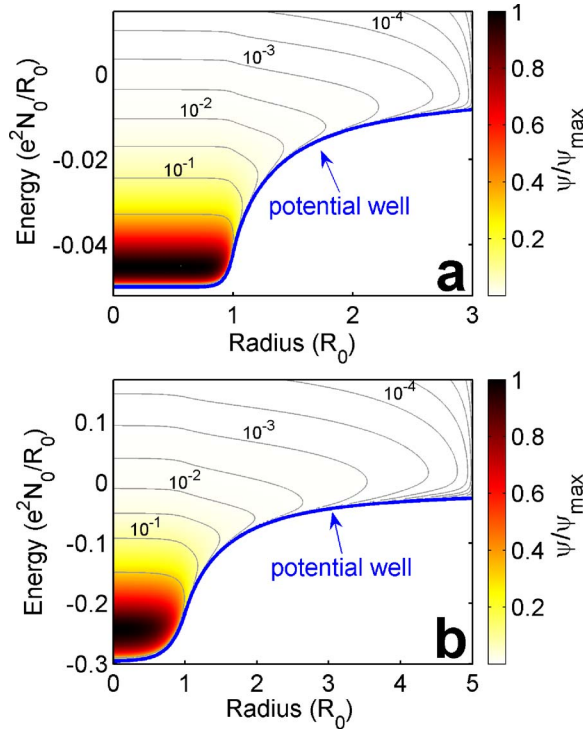 10⁻⁴
1
0
10⁻³
0.8
10⁻²
Energy (e²N₀/R₀)
-0.02
0.6
ψ/ψmax
10⁻¹
potential well
0.4
-0.04
0.2
a
0 1 2 3
Radius (R₀)
10⁻⁴
1
0.1
10⁻³
0.8
10⁻²
0
Energy (e²N₀/R₀)
0.6
ψ/ψmax
10⁻¹
-0.1
potential well
0.4
-0.2
0.2
b
-0.3
0 1 2 3 4 5
Radius (R₀)